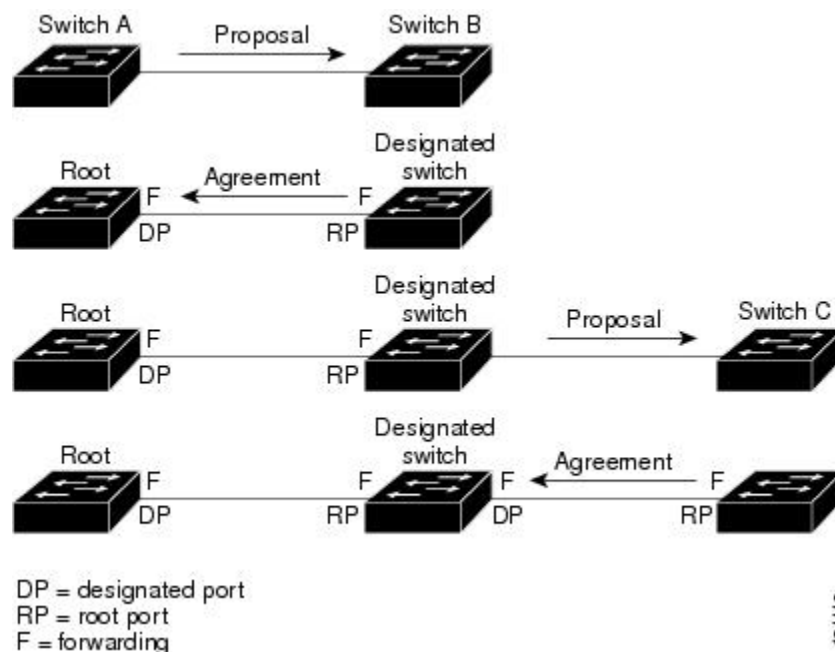 Switch A
Proposal
Switch B
Root
F
Agreement
F
Designated
switch
DP
RP
Root
F
F
Designated
switch
Proposal
Switch C
DP
RP
Root
F
F
Designated
switch
F
Agreement
F
DP
RP
DP
RP
DP = designated port
RP = root port
F = forwarding